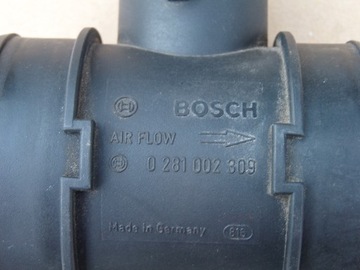 BOSCH
AIR FLOW
0 281 002 309
Made in Germany